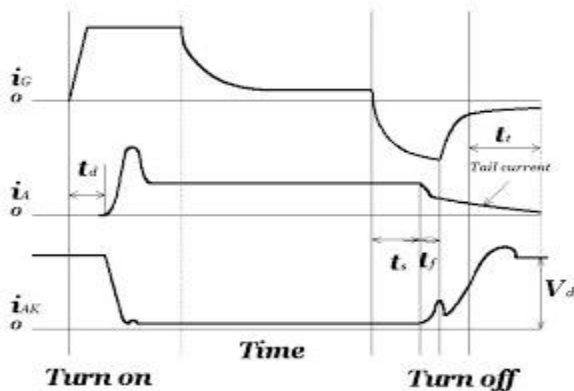 iG
o
tt
td
Tail current
iA
o
ts
tf
Vd
iAK
o
Time
Turn on
Turn off